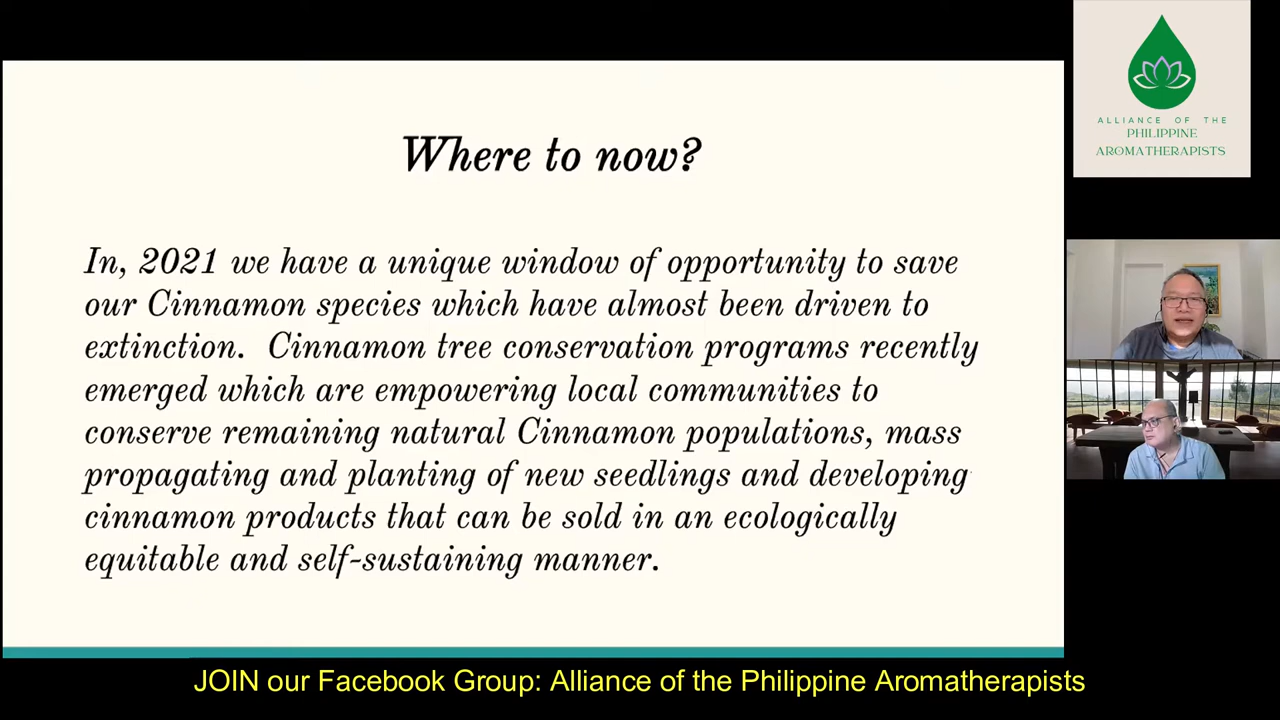 Where to now?
In, 2021 we have a unique window of opportunity to save
our Cinnamon species which have almost been driven to
extinction.  Cinnamon tree conservation programs recently
emerged which are empowering local communities to
conserve remaining natural Cinnamon populations, mass
propagating and planting of new seedlings and developing
cinnamon products that can be sold in an ecologically
equitable and self-sustaining manner.
ALLIANCE OF THE
PHILIPPINE
AROMATHERAPISTS
JOIN our Facebook Group: Alliance of the Philippine Aromatherapists